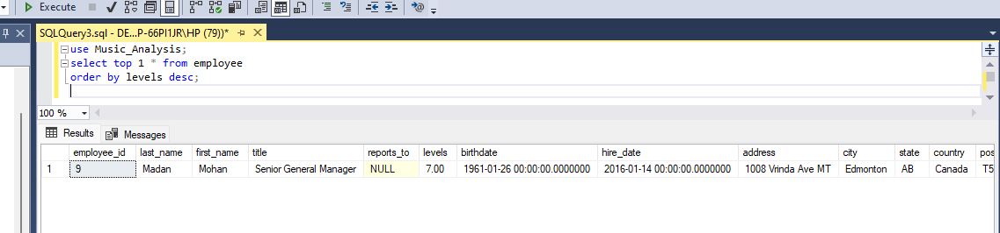 Execute
SQLQuery3.sql - DE...P-66PI1JR\HP (79))*
use Music_Analysis;
select top 1 * from employee
order by levels desc;
100 %
Results Messages
employee_id last_name first_name title reports_to levels birthdate hire_date address city state country pos
1 9 Madan Mohan Senior General Manager NULL 7.00 1961-01-26 00:00:00.0000000 2016-01-14 00:00:00.0000000 1008 Vrinda Ave MT Edmonton AB Canada T5